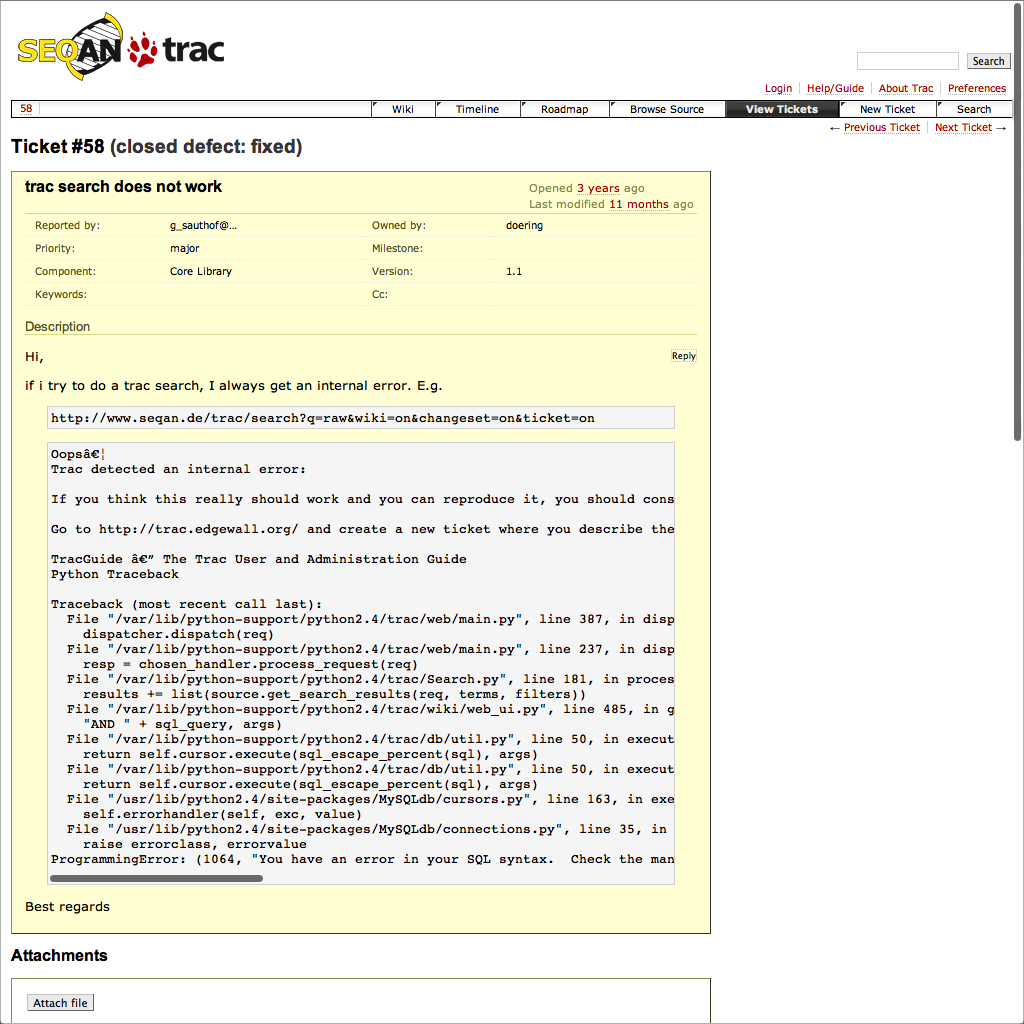 SEQAN trac
Search
Login Help/Guide About Trac Preferences
58 Wiki Timeline Roadmap Browse Source View Tickets New Ticket Search
← Previous Ticket Next Ticket →
Ticket #58 (closed defect: fixed)
trac search does not work
Opened 3 years ago
Last modified 11 months ago
Reported by: g_sauthof@... Owned by: doering
Priority: major Milestone:
Component: Core Library Version: 1.1
Keywords: Cc:
Description
Hi,
Reply
if i try to do a trac search, I always get an internal error. E.g.
http://www.seqan.de/trac/search?q=raw&wiki=on&changeset=on&ticket=on
Oopsâ€¦
Trac detected an internal error:
If you think this really should work and you can reproduce it, you should cons
Go to http://trac.edgewall.org/ and create a new ticket where you describe the
TracGuide â€” The Trac User and Administration Guide
Python Traceback
Traceback (most recent call last):
File "/var/lib/python-support/python2.4/trac/web/main.py", line 387, in disp
dispatcher.dispatch(req)
File "/var/lib/python-support/python2.4/trac/web/main.py", line 237, in disp
resp = chosen_handler.process_request(req)
File "/var/lib/python-support/python2.4/trac/Search.py", line 181, in proces
results += list(source.get_search_results(req, terms, filters))
File "/var/lib/python-support/python2.4/trac/wiki/web_ui.py", line 485, in g
"AND " + sql_query, args)
File "/var/lib/python-support/python2.4/trac/db/util.py", line 50, in execut
return self.cursor.execute(sql_escape_percent(sql), args)
File "/var/lib/python-support/python2.4/trac/db/util.py", line 50, in execut
return self.cursor.execute(sql_escape_percent(sql), args)
File "/usr/lib/python2.4/site-packages/MySQLdb/cursors.py", line 163, in exe
self.errorhandler(self, exc, value)
File "/usr/lib/python2.4/site-packages/MySQLdb/connections.py", line 35, in
raise errorclass, errorvalue
ProgrammingError: (1064, "You have an error in your SQL syntax.  Check the man
Best regards
Attachments
Attach file